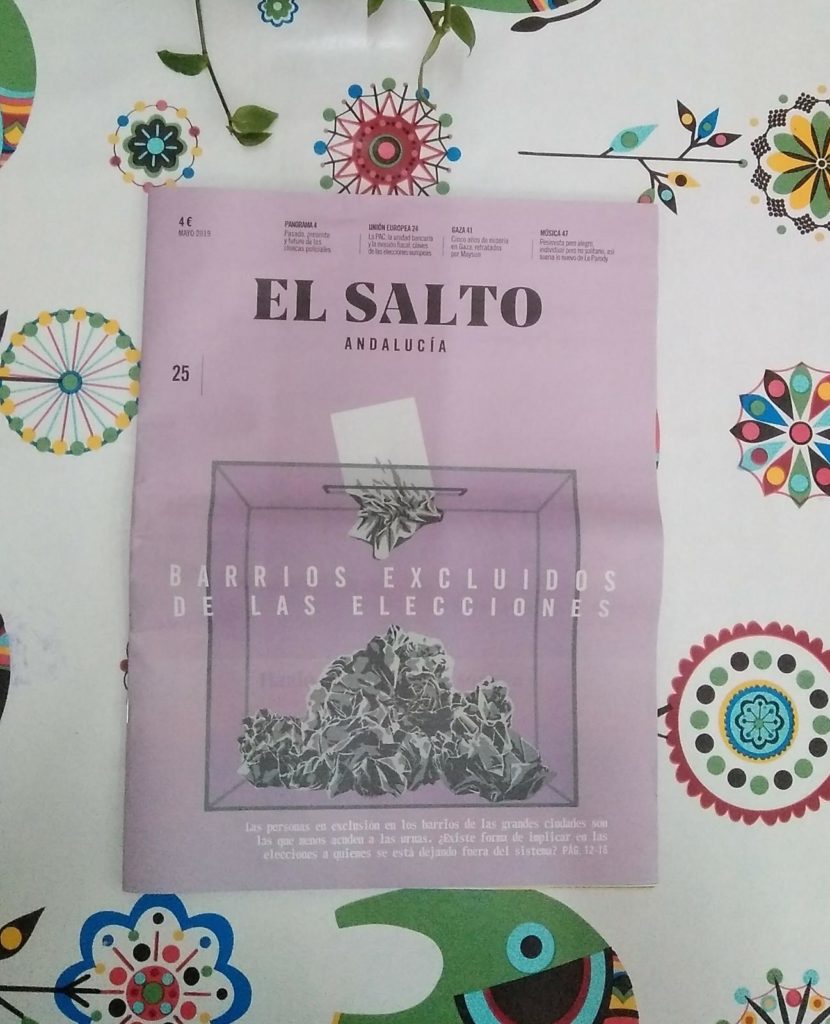 4 €
MAYO 2019
PANORAMA 4
Pasado, presente
y futuro de las
cloacas policiales
UNIÓN EUROPEA 24
La PAC, la unidad bancaria
y la evasión fiscal, claves
de las elecciones europeas
GAZA 41
Cinco años de miseria
en Gaza, retratados
por Maysun
MÚSICA 47
Pesimista pero alegre,
individual pero no solitario, así
suena lo nuevo de Le Parody
EL SALTO
ANDALUCÍA
25
BARRIOS EXCLUIDOS
DE LAS ELECCIONES
Las personas en exclusión en los barrios de las grandes ciudades son
las que menos acuden a las urnas. ¿Existe forma de implicar en las
elecciones a quienes se está dejando fuera del sistema? PÁG. 12-18